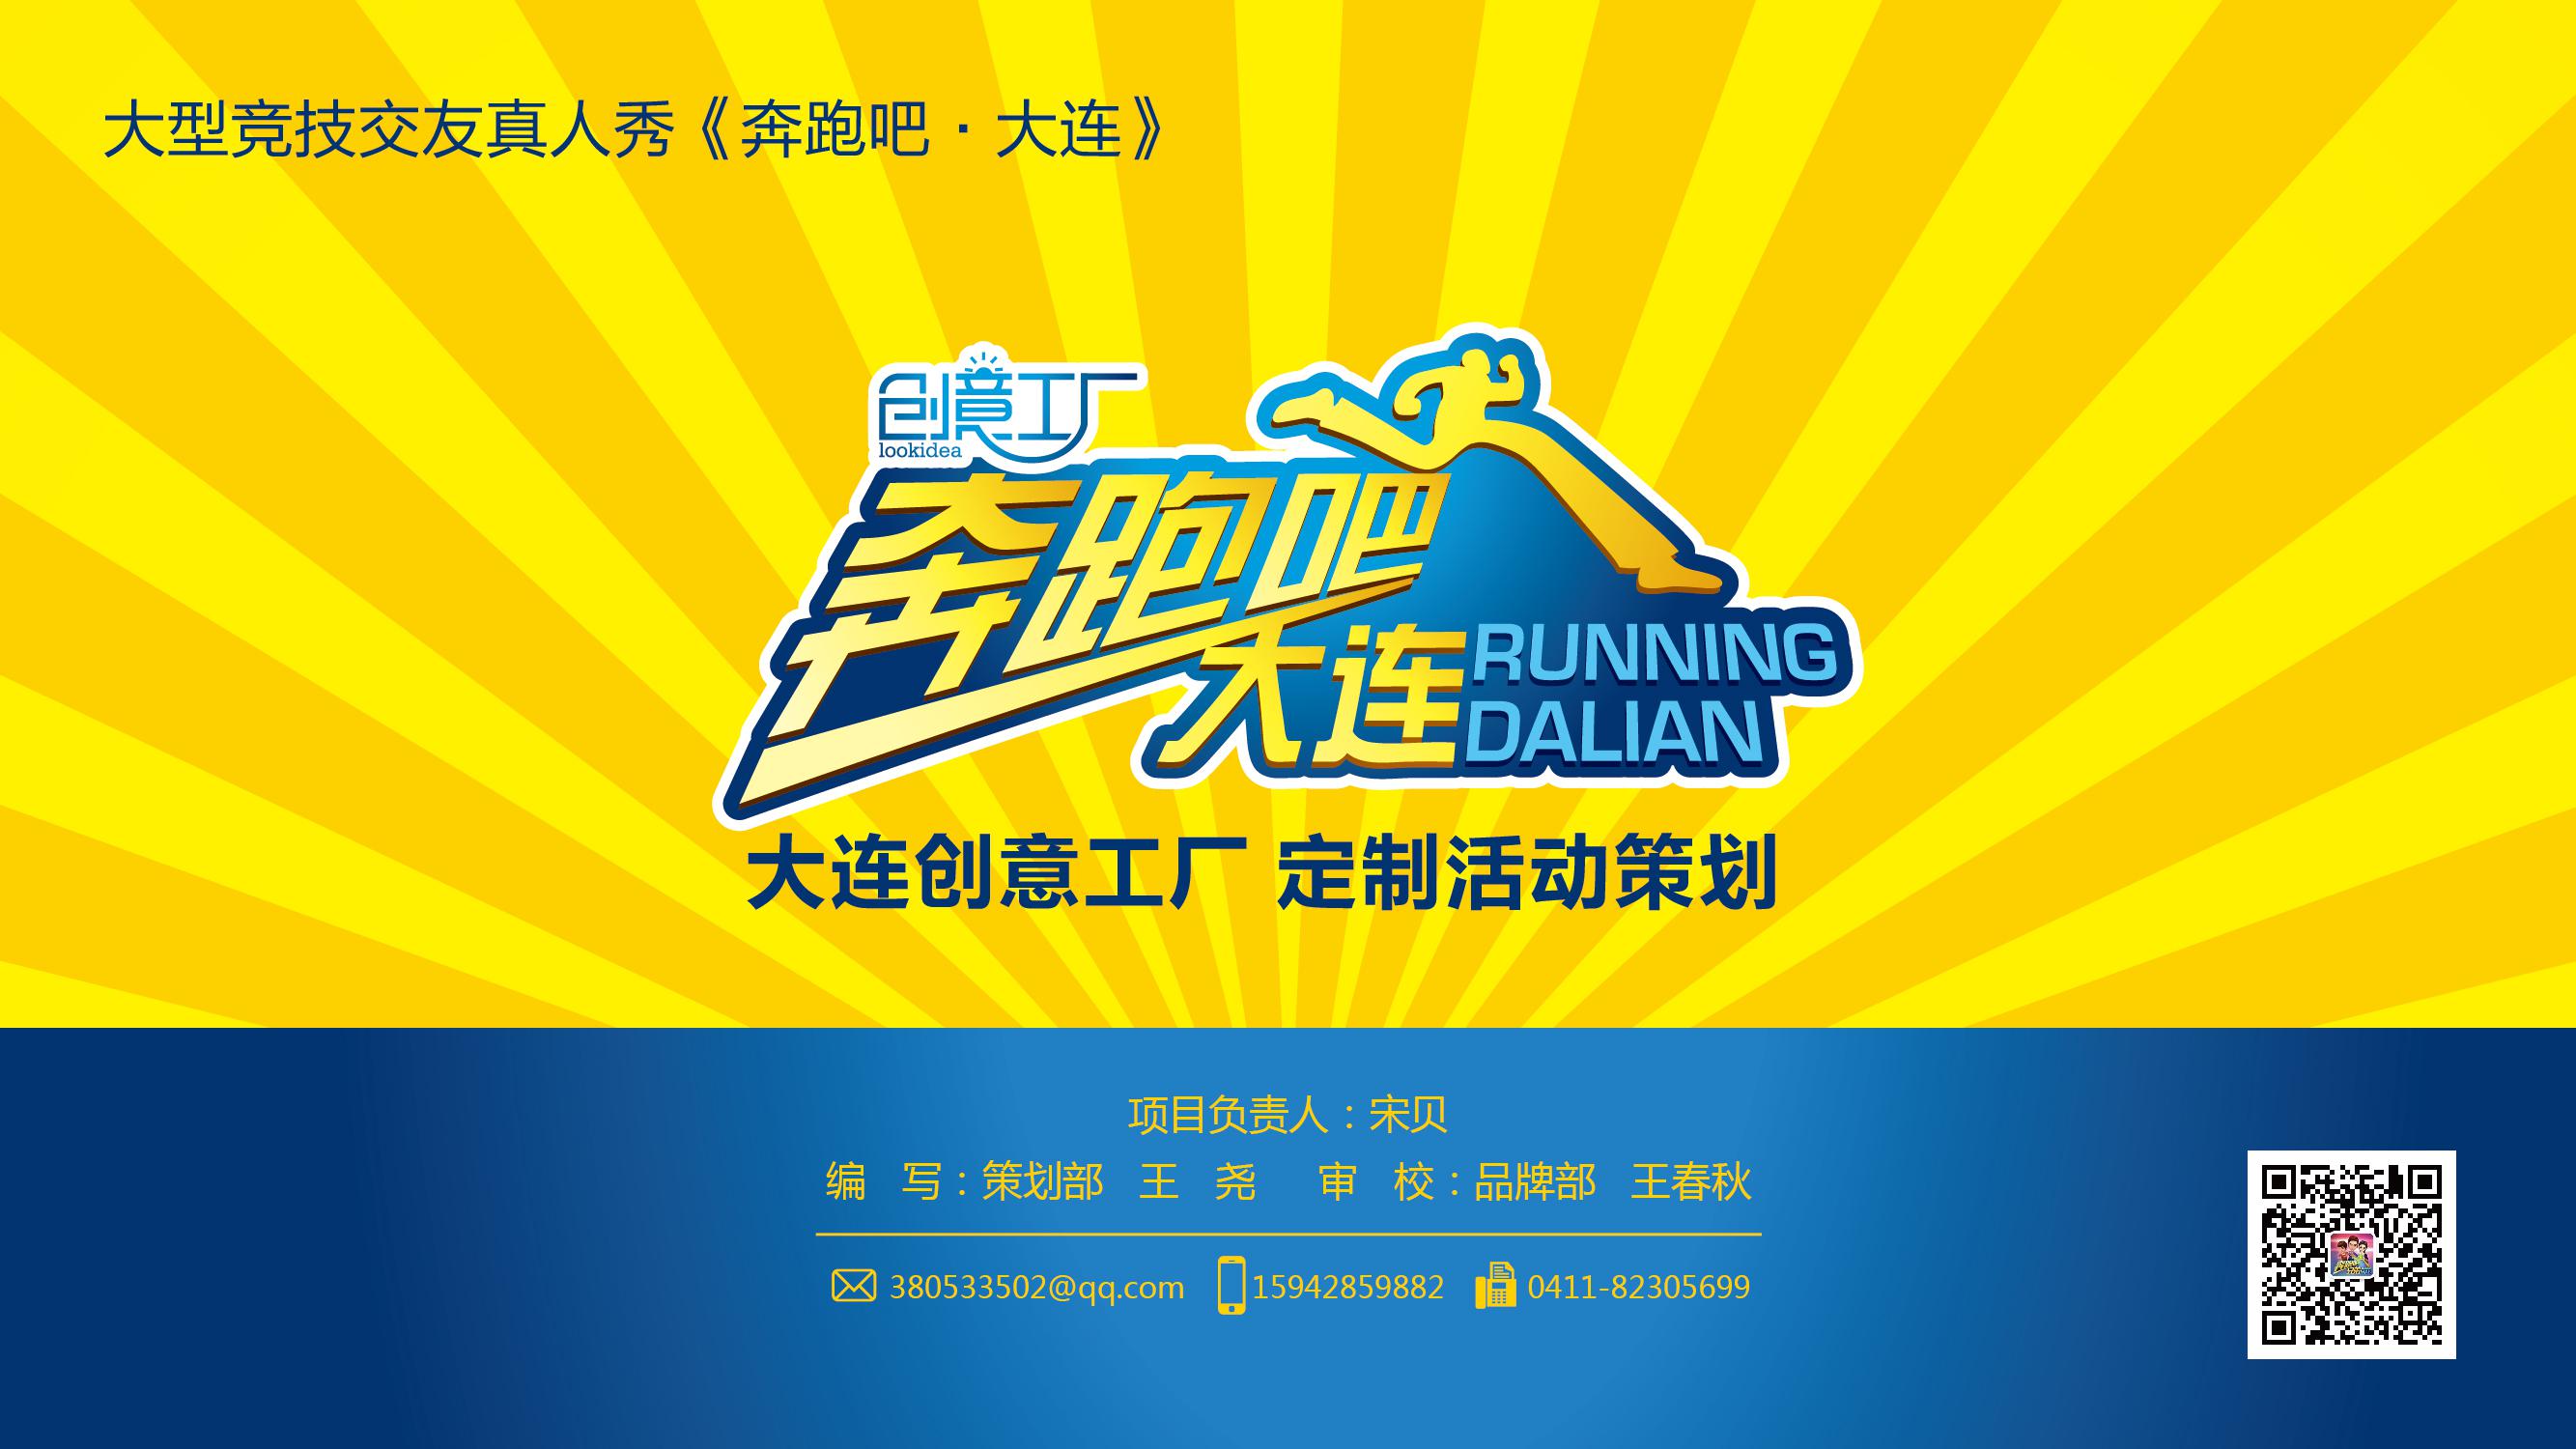 大型竞技交友真人秀《奔跑吧·大连》
创意工厂
lookidea
奔跑吧
大连
RUNNING
DALIAN
大连创意工厂 定制活动策划
项目负责人：宋贝
编 写：策划部 王 尧 审 校：品牌部 王春秋
380533502@qq.com 15942859882 0411-82305699